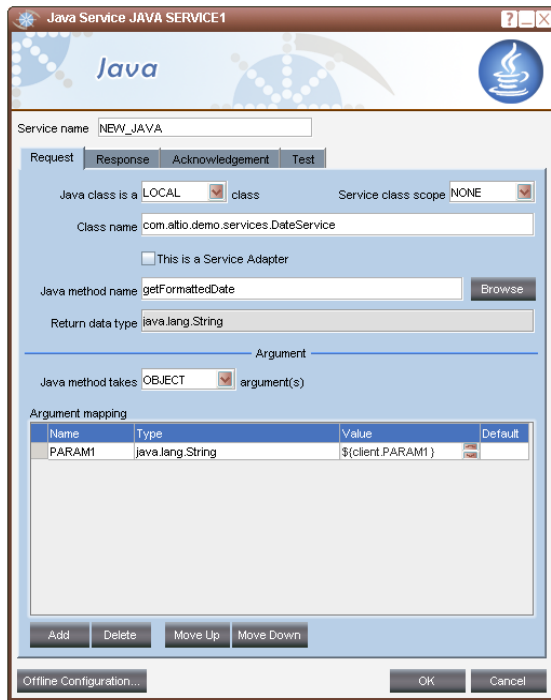 Java Service JAVA SERVICE1
Java
Service name NEW_JAVA
Request Response Acknowledgement Test
Java class is a LOCAL class Service class scope NONE
Class name com.altio.demo.services.DateService
This is a Service Adapter
Java method name getFormattedDate Browse
Return data type java.lang.String
Argument
Java method takes OBJECT argument(s)
Argument mapping
Name Type Value Default
PARAM1 java.lang.String ${client.PARAM1}
Add Delete Move Up Move Down
Offline Configuration... OK Cancel